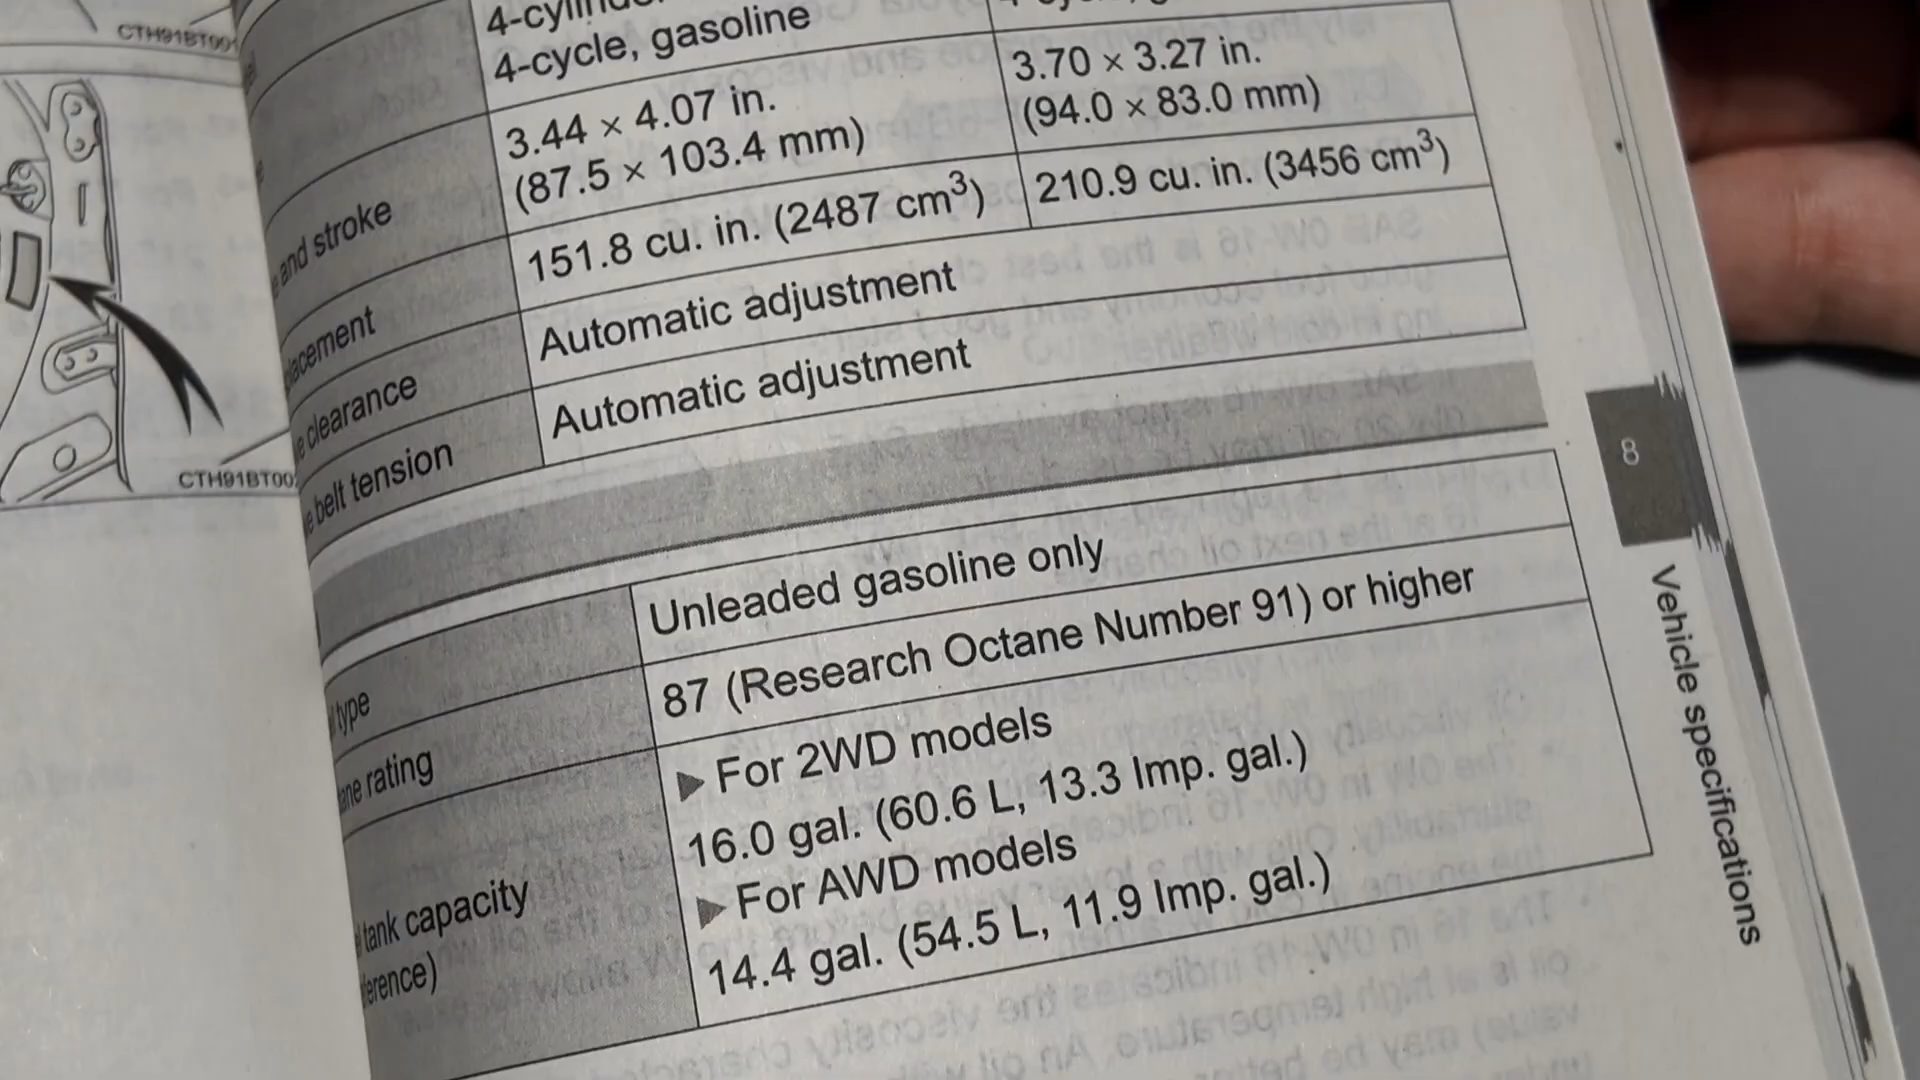 CTH91BT001
CTH91BT00
4-cycle, gasoline
and stroke
3.44 × 4.07 in.
(87.5 × 103.4 mm)
3.70 × 3.27 in.
(94.0 × 83.0 mm)
lacement
151.8 cu. in. (2487 cm³)
210.9 cu. in. (3456 cm³)
e clearance
Automatic adjustment
e belt tension
Automatic adjustment
type
Unleaded gasoline only
ane rating
87 (Research Octane Number 91) or higher
tank capacity
erence)
▶ For 2WD models
16.0 gal. (60.6 L, 13.3 Imp. gal.)
▶ For AWD models
14.4 gal. (54.5 L, 11.9 Imp. gal.)
8
Vehicle specifications